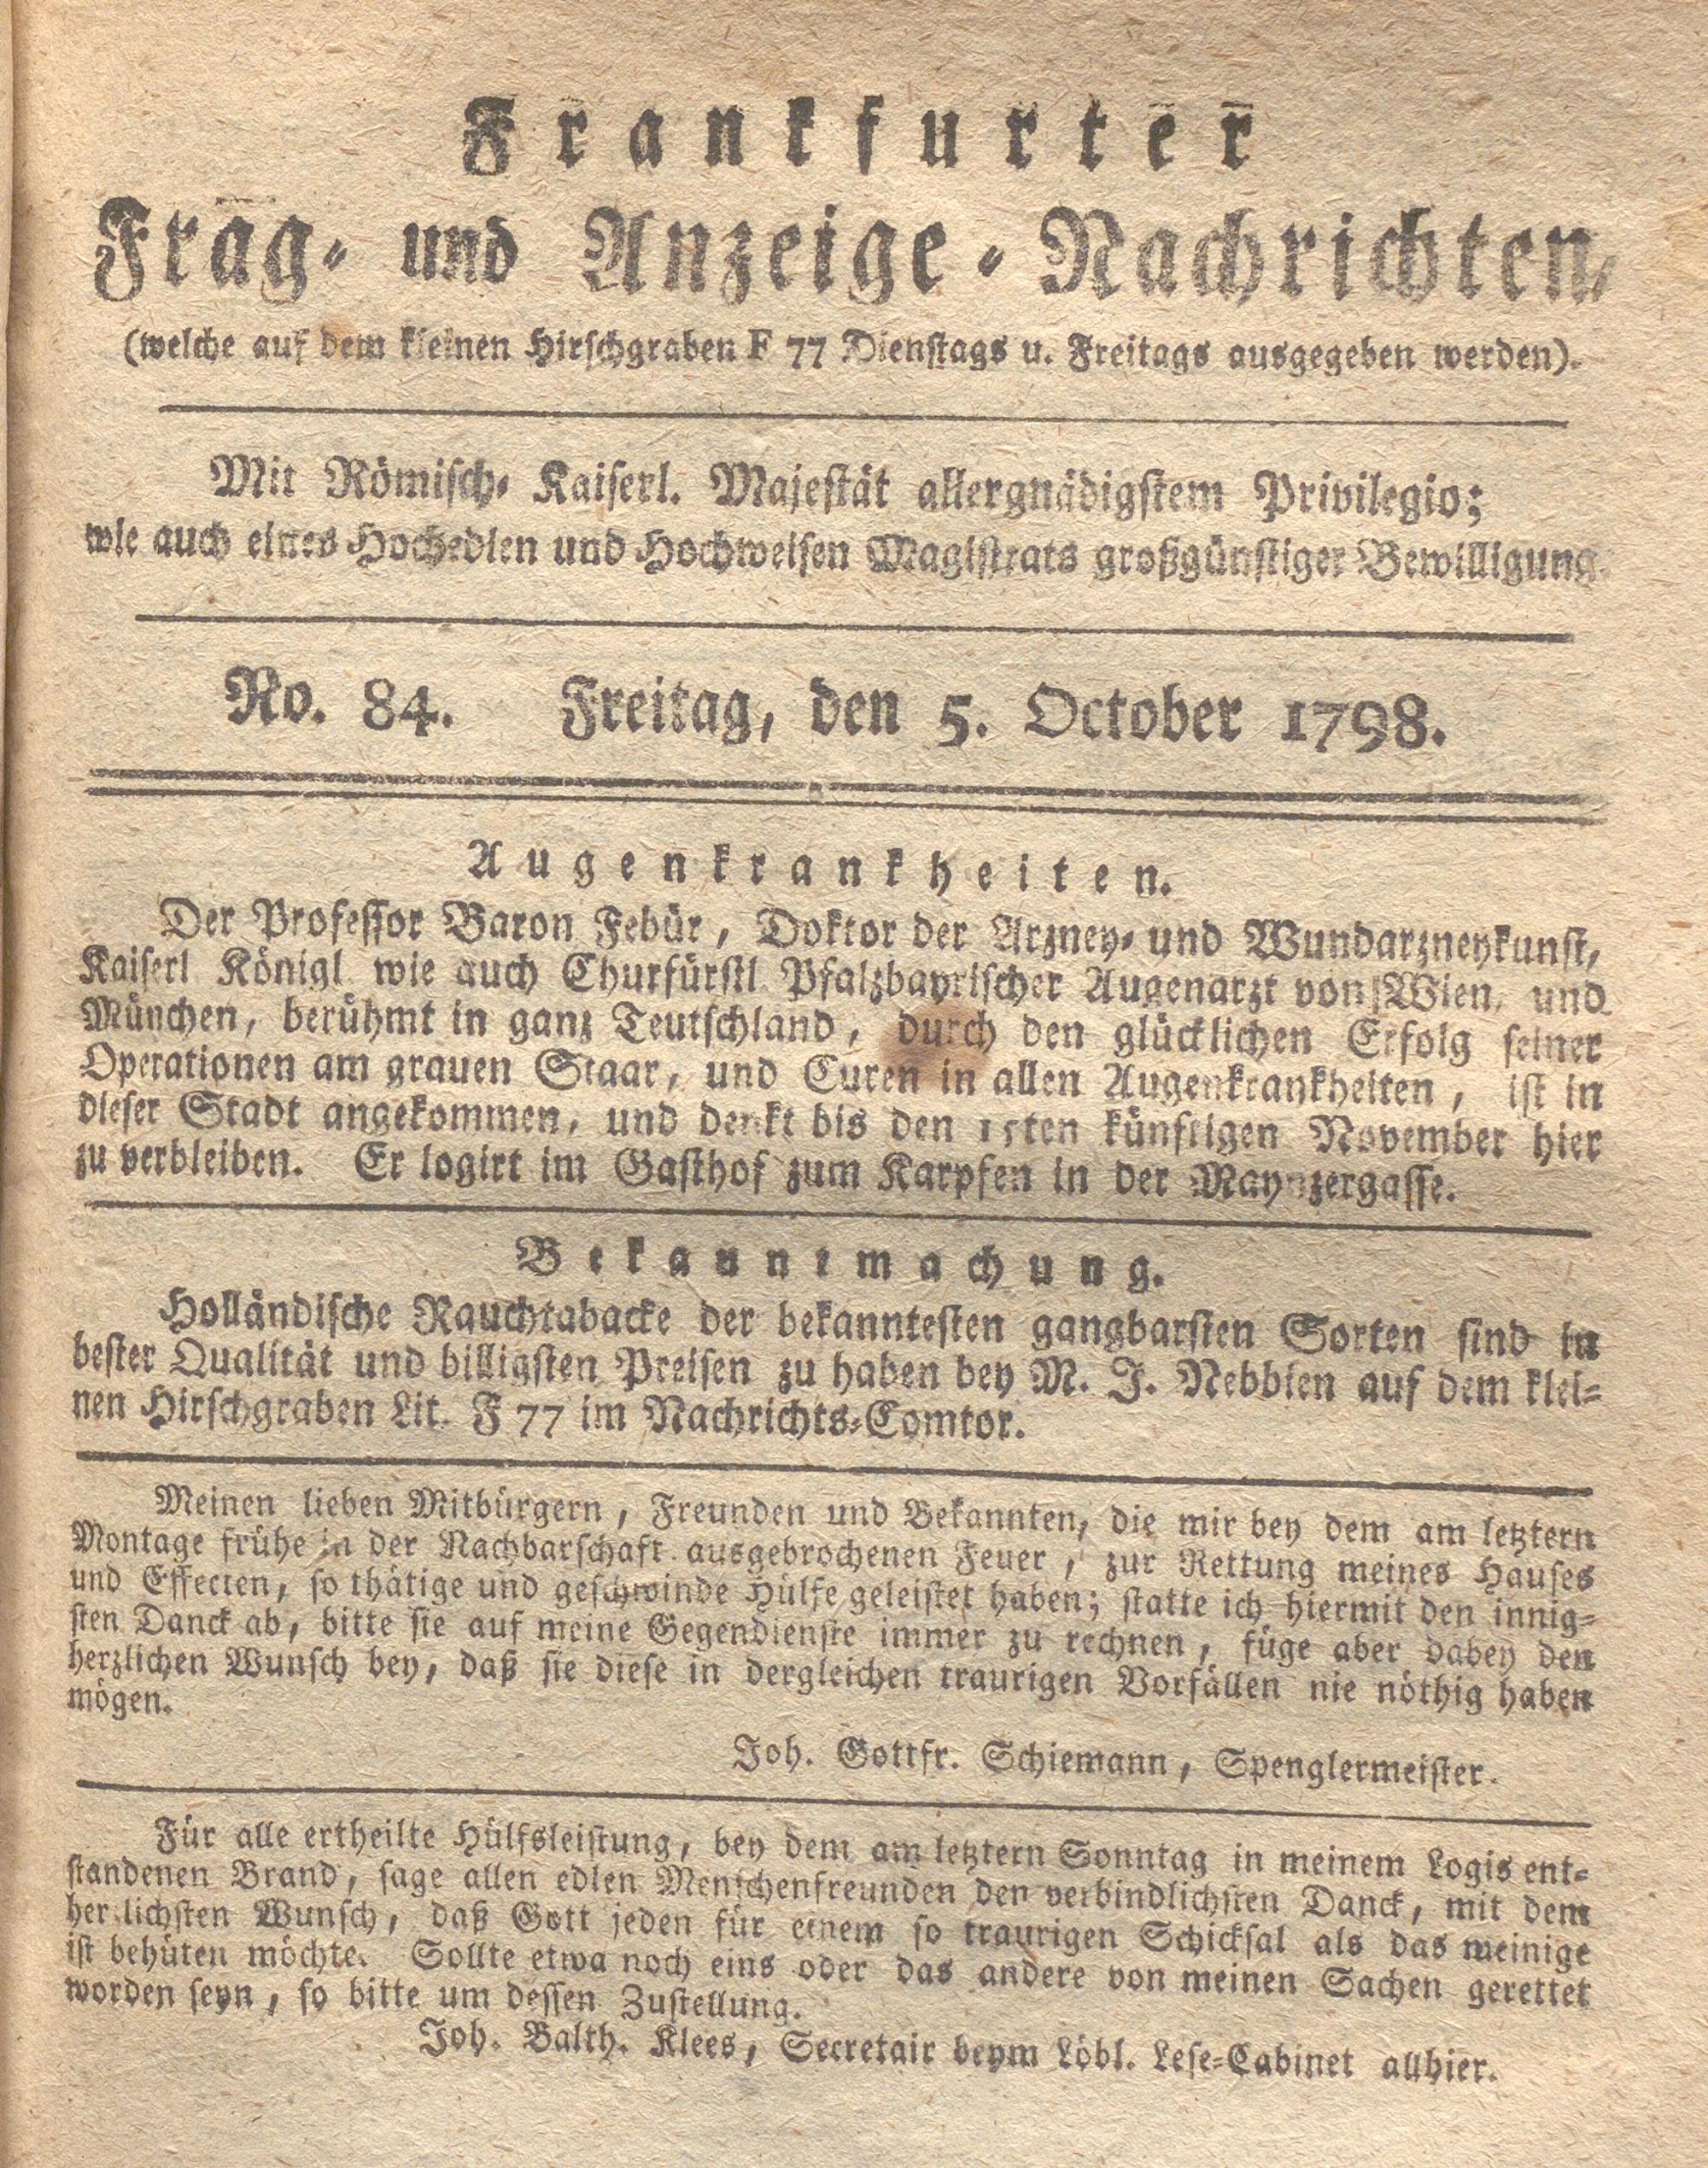 Frankfurter
Frag- und Anzeige-Nachrichten,
(welche auf dem kleinen Hirschgraben F 77 Dienstags u. Freitags ausgegeben werden).
Mit Römisch-Kaiserl. Majestät allergnädigstem Privilegio;
wie auch eines Hochedlen und Hochweisen Magistrats großgünstiger Bewilligung
No. 84. Freitag, den 5. October 1798.
Augenkrankheiten.
Der Professor Baron Febür, Doktor der Arzney- und Wundarzneykunst,
Kaiserl Königl wie auch Churfürstl Pfalzbayrischer Augenarzt von Wien, und
München, berühmt in ganz Teutschland, durch den glücklichen Erfolg seiner
Operationen am grauen Staar, und Curen in allen Augenkrankheiten, ist in
dieser Stadt angekommen, und denkt bis den 15ten künftigen November hier
zu verbleiben. Er logirt im Gasthof zum Karpfen in der Maynzergasse.
Bekanntmachung.
Holländische Rauchtabacke der bekanntesten gangbarsten Sorten sind in
bester Qualität und billigsten Preisen zu haben bey M. J. Nebbien auf dem klei-
nen Hirschgraben Lit. F 77 im Nachrichts-Comtor.
Meinen lieben Mitbürgern, Freunden und Bekannten, die mir bey dem am letztern
Montage frühe in der Nachbarschaft ausgebrochenen Feuer, zur Rettung meines Hauses
und Effecten, so thätige und geschwinde Hülfe geleistet haben; statte ich hiermit den innig-
sten Danck ab, bitte sie auf meine Gegendienste immer zu rechnen, füge aber dabey den
herzlichen Wunsch bey, daß sie diese in dergleichen traurigen Vorfällen nie nöthig haben
mögen.
Joh. Gottfr. Schiemann, Spenglermeister.
Für alle ertheilte Hülfsleistung, bey dem am letztern Sonntag in meinem Logis ent-
standenen Brand, sage allen edlen Menschenfreunden den verbindlichsten Danck, mit dem
herzlichsten Wunsch, daß Gott jeden für einem so traurigen Schicksal als das meinige
ist behüten möchte. Sollte etwa noch eins oder das andere von meinen Sachen gerettet
worden seyn, so bitte um dessen Zustellung.
Joh. Balth. Klees, Secretair beym Löbl. Lese-Cabinet allhier.